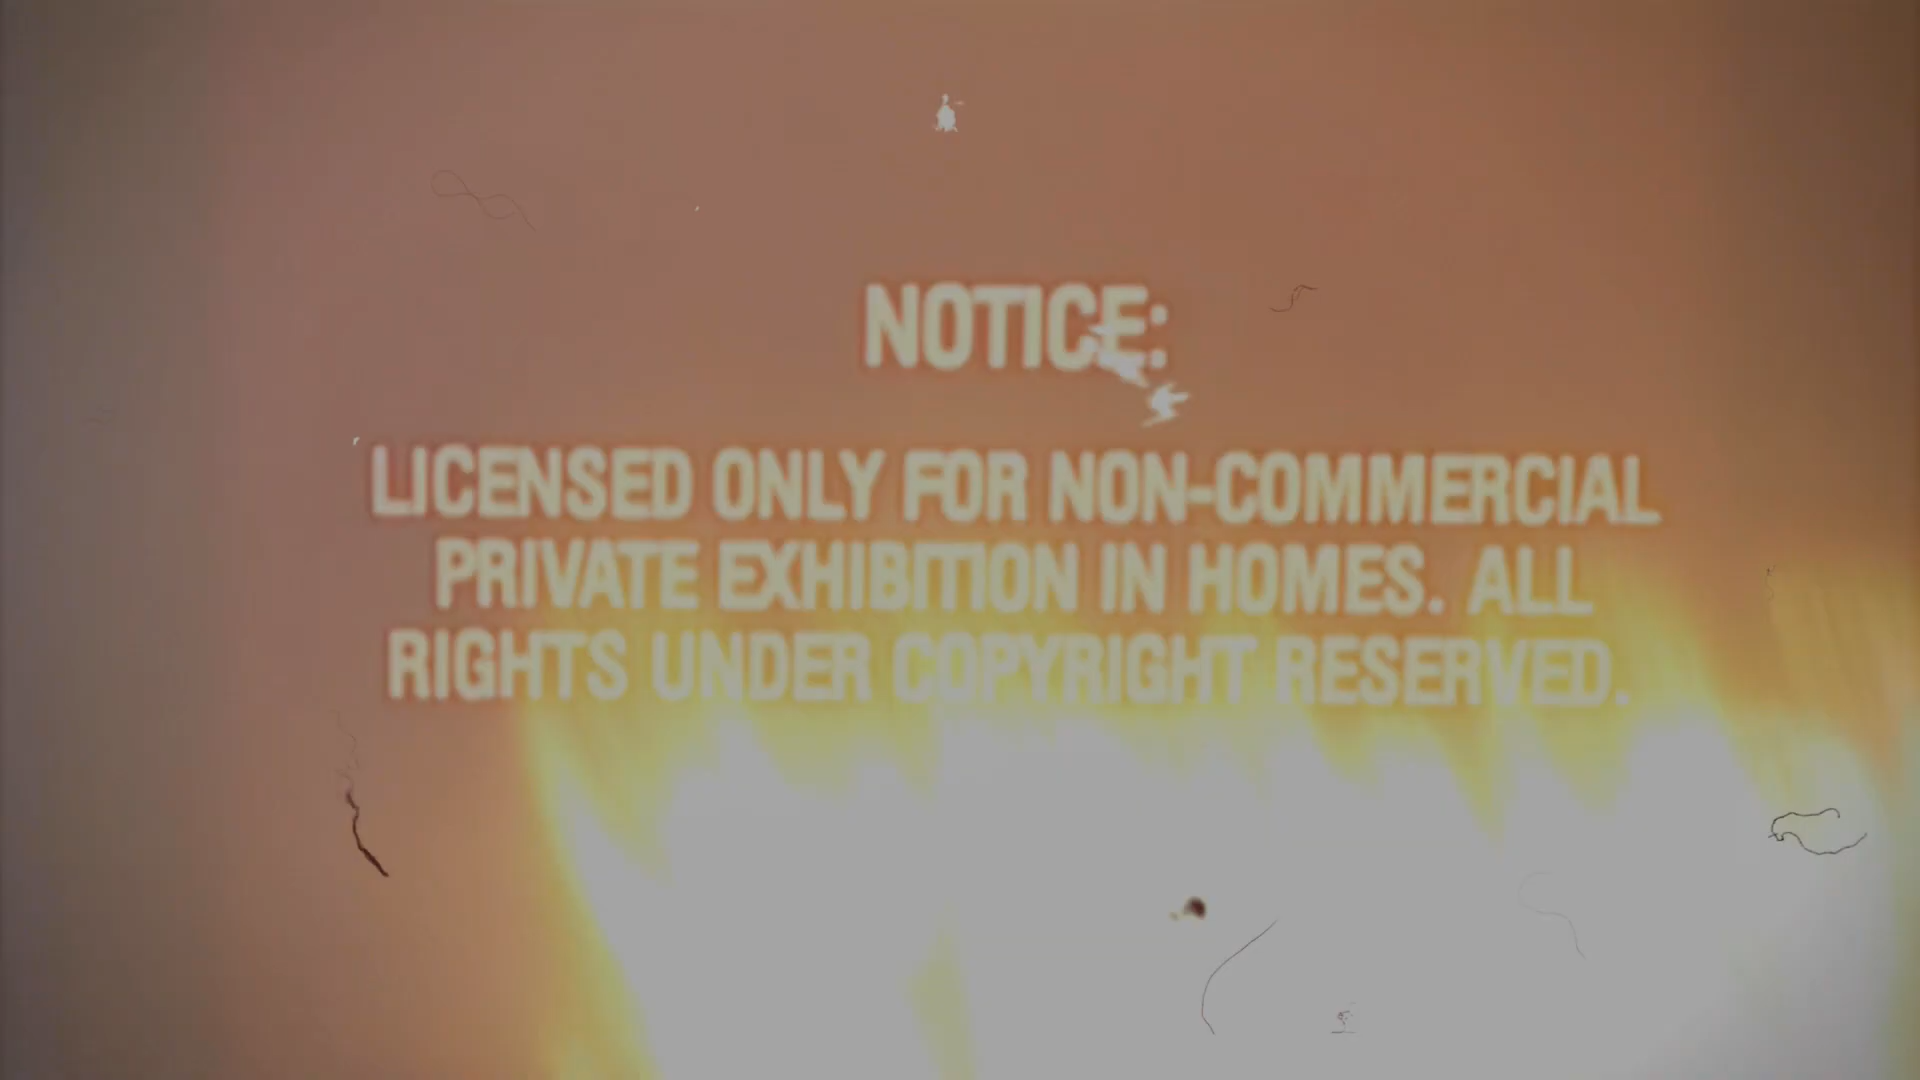 NOTICE:
LICENSED ONLY FOR NON-COMMERCIAL
PRIVATE EXHIBITION IN HOMES. ALL
RIGHTS UNDER COPYRIGHT RESERVED.